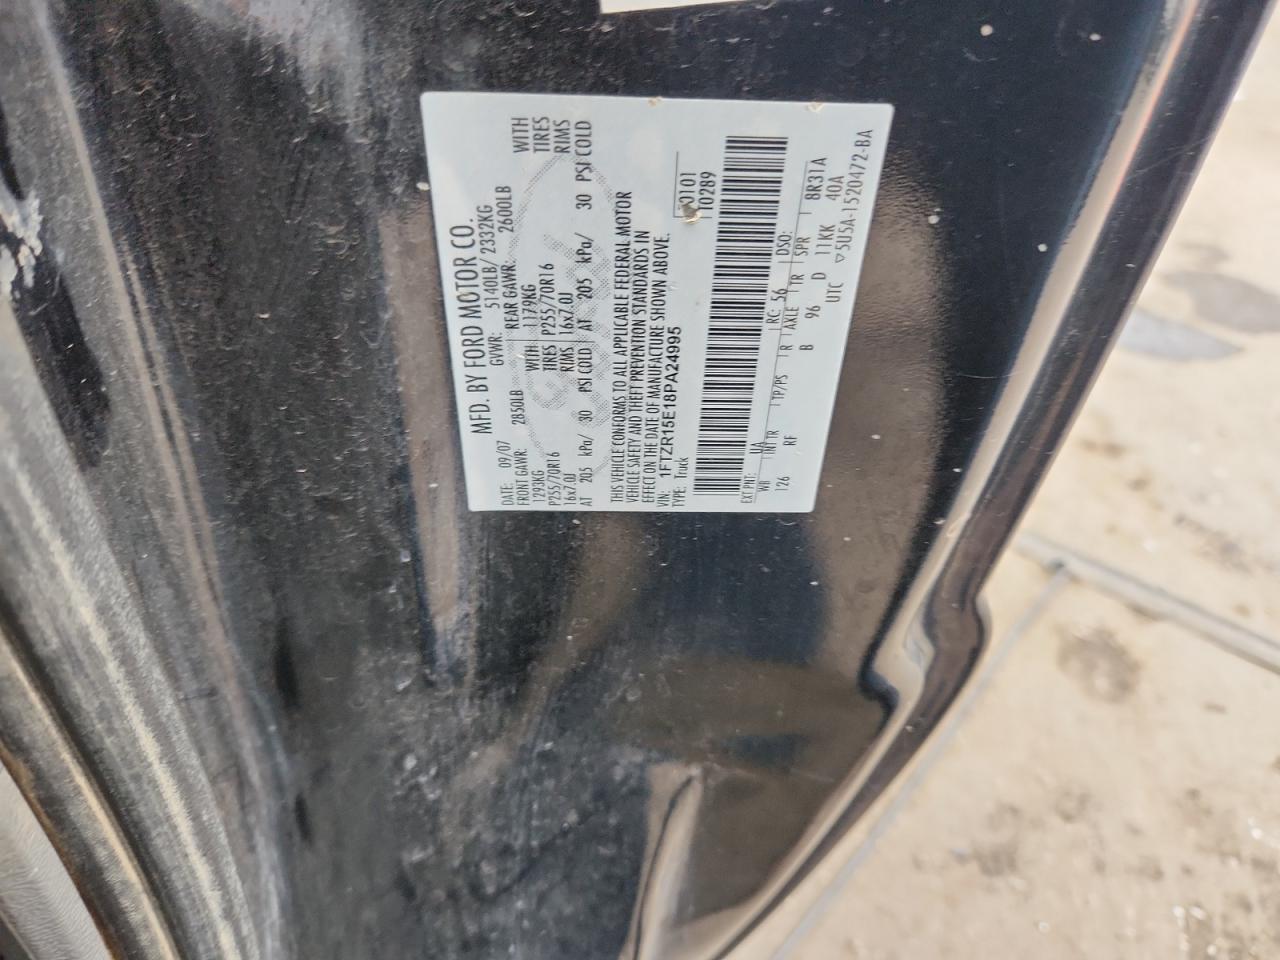 MFD. BY FORD MOTOR CO.
DATE: 09/07 GVWR: 5140LB/ 2332KG
FRONT GAWR: 2850LB REAR GAWR: 2600LB
1293KG WITH 1179KG WITH
P255/70R16 TIRES P255/70R16 TIRES
16x7.0J RIMS 16x7.0J RIMS
AT 205 kPa/ 30 PSI COLD AT 205 kPa/ 30 PSI COLD
THIS VEHICLE CONFORMS TO ALL APPLICABLE FEDERAL MOTOR
VEHICLE SAFETY AND THEFT PREVENTION STANDARDS IN
EFFECT ON THE DATE OF MANUFACTURE SHOWN ABOVE.
VIN: 1FTZR15E18PA24995
TYPE: Truck
0101
10289
EXT PNT: UA RC: 56 DSO:
WB INT TR TP/PS R AXLE TR SPR 8R31A
126 RF B 96 D 11KK 40A
UTC ▽5U5A-1520472-BA